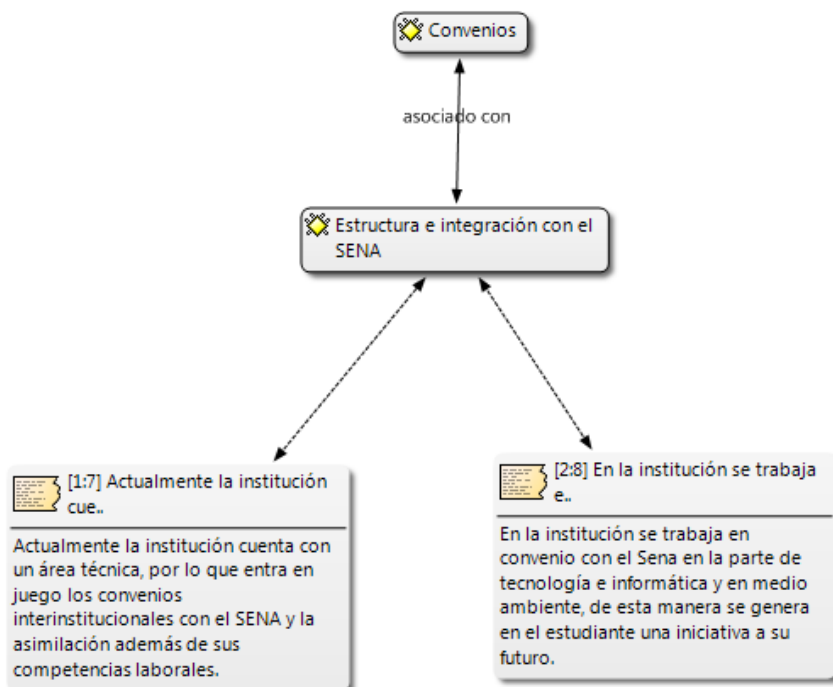 Convenios
asociado con
Estructura e integración con el
SENA
[1:7] Actualmente la institución
cue..
Actualmente la institución cuenta con
un área técnica, por lo que entra en
juego los convenios
interinstitucionales con el SENA y la
asimilación además de sus
competencias laborales.
[2:8] En la institución se trabaja
e..
En la institución se trabaja en
convenio con el Sena en la parte de
tecnología e informática y en medio
ambiente, de esta manera se genera
en el estudiante una iniciativa a su
futuro.